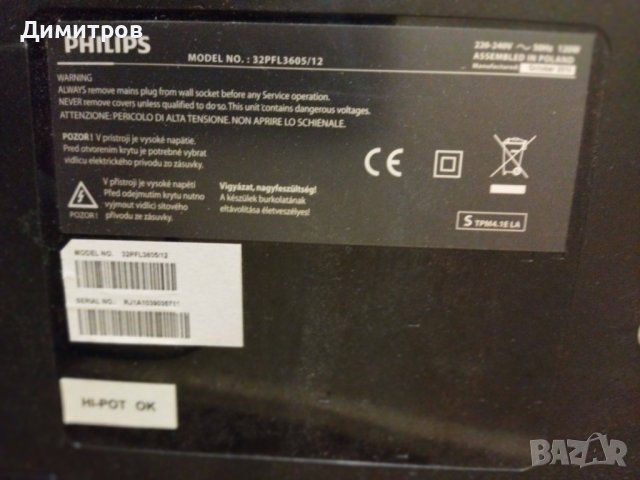 Димитров
PHILIPS
MODEL NO. : 32PFL3605/12
220-240V ~ 50Hz 120W
ASSEMBLED IN POLAND
Manufactured:
WARNING
ALWAYS remove mains plug from wall socket before any Service operation.
NEVER remove covers unless qualified to do so. This unit contains dangerous voltages.
ATTENZIONE: PERICOLO DI ALTA TENSIONE. NON APRIRE LO SCHIENALE.
POZOR! V prístroji je vysoké napätie.
Pred otvorením krytu je potrebné vybrat
vidlicu elektrického prívodu zo zásuvky.
CE
V přístroji je vysoké napětí
Před odejmutím krytu nutno
vyjmout vidlici síťového
přívodu ze zásuvky.
POZOR!
Vigyázat, nagyfeszültség!
A készülek burkolatának
eltávolítása életveszélyes!
S TPM4.1E LA
MODEL NO. 32PFL3605/12
SERIAL NO.:
HI-POT OK
BAZAR